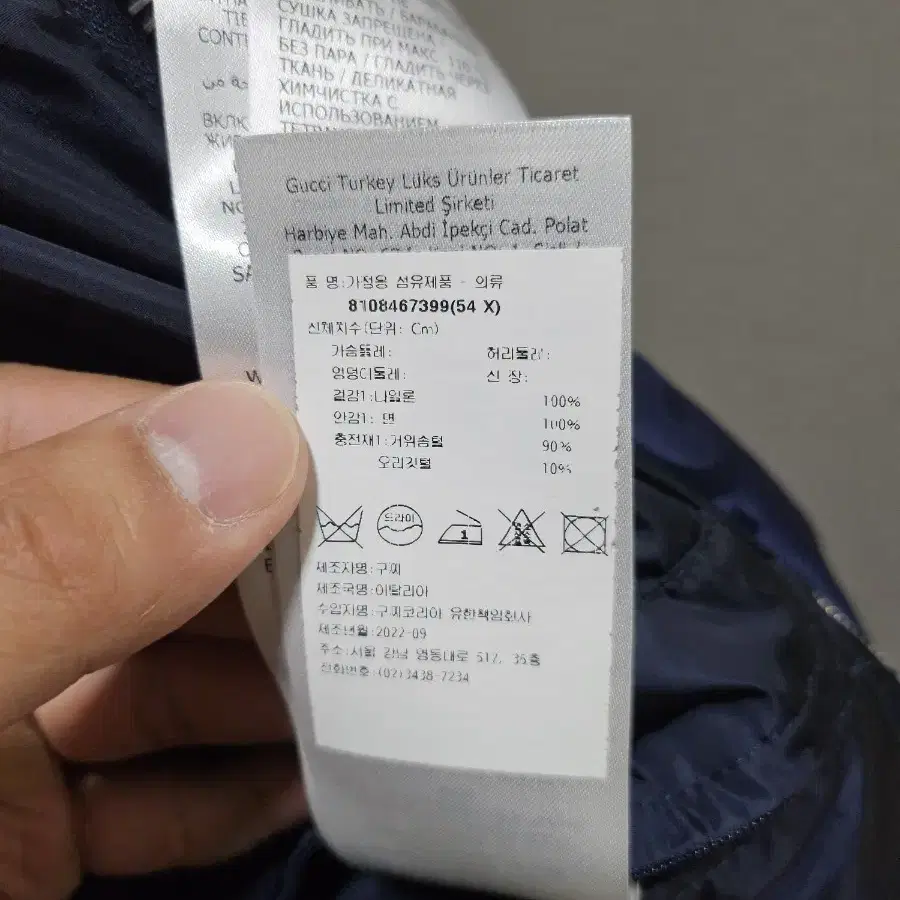 СУШКА ЗАПРЕЩЕНА
ГЛАДИТЬ ПРИ МАКС. 110
БЕЗ ПАРА / ГЛАДИТЬ ЧЕРЕЗ
ТКАНЬ / ДЕЛИКАТНАЯ
ХИМЧИСТКА С
ИСПОЛЬЗОВАНИЕМ
Gucci Turkey Lüks Ürünler Ticaret
Limited Şirketi
Harbiye Mah. Abdi İpekçi Cad. Polat
품 명:가정용 섬유제품 - 의류
8108467399(54 X)
신체치수(단위: Cm)
가슴둘레: 허리둘레:
엉덩이둘레: 신 장:
겉감1:나일론 100%
안감1: 면 100%
충전재1:거위솜털 90%
오리깃털 10%
드라이
1
제조자명:구찌
제조국명:이탈리아
수입자명:구찌코리아 유한책임회사
제조년월:2022-09
주소:서울 강남 영동대로 517, 35층
전화번호:(02)3438-7234